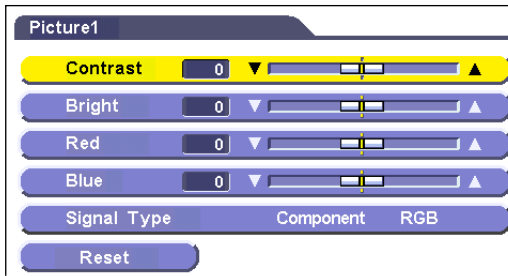 Picture1
Contrast 0 ▼ ▲
Bright 0 ▼ ▲
Red 0 ▼ ▲
Blue 0 ▼ ▲
Signal Type Component RGB
Reset